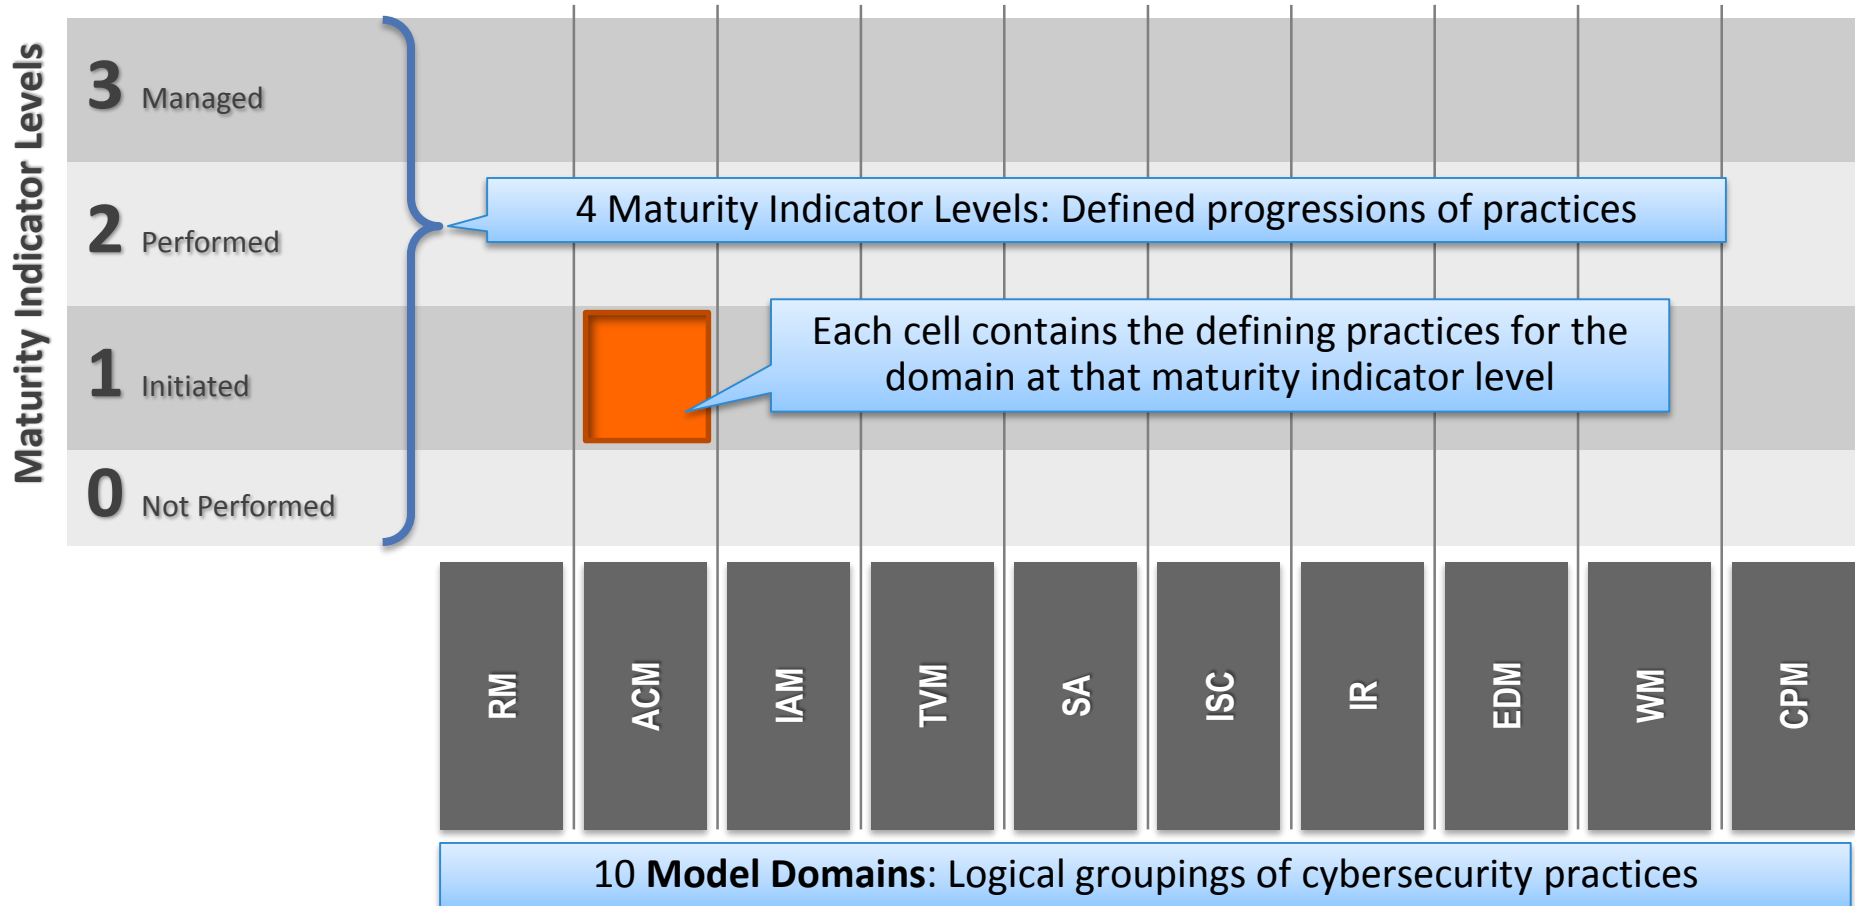 Maturity Indicator Levels
3 Managed
2 Performed
1 Initiated
0 Not Performed
4 Maturity Indicator Levels: Defined progressions of practices
Each cell contains the defining practices for the
domain at that maturity indicator level
RM
ACM
IAM
TVM
SA
ISC
IR
EDM
WM
CPM
10 Model Domains: Logical groupings of cybersecurity practices